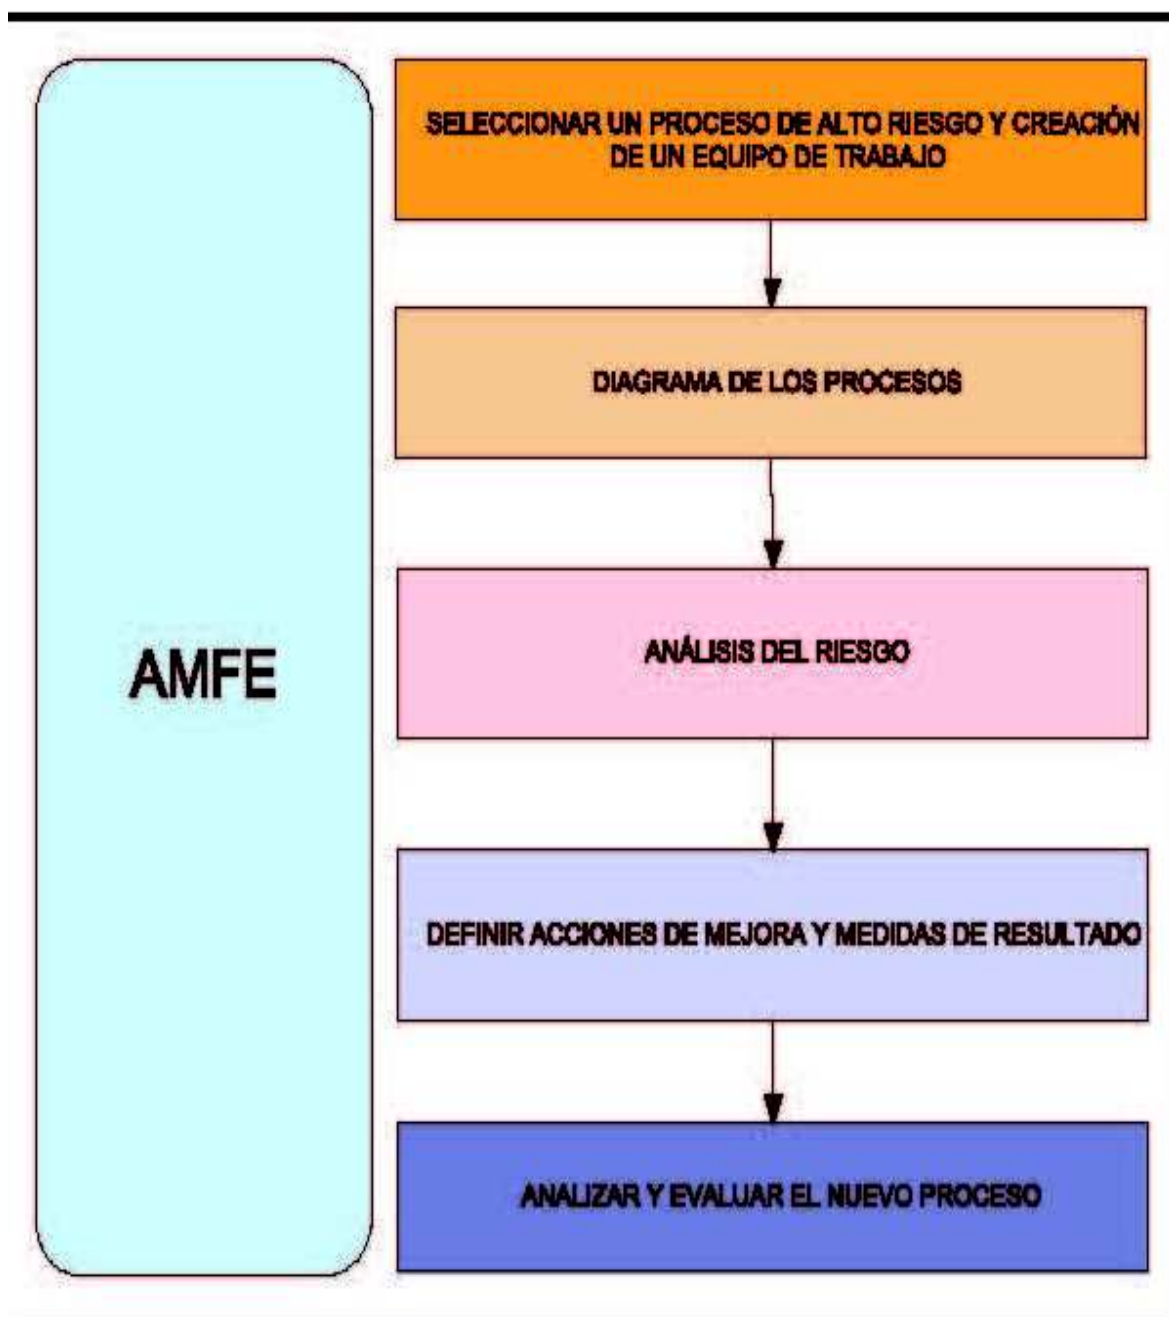 AMFE
SELECCIONAR UN PROCESO DE ALTO RIESGO Y CREACIÓN
DE UN EQUIPO DE TRABAJO
DIAGRAMA DE LOS PROCESOS
ANÁLISIS DEL RIESGO
DEFINIR ACCIONES DE MEJORA Y MEDIDAS DE RESULTADO
ANALIZAR Y EVALUAR EL NUEVO PROCESO